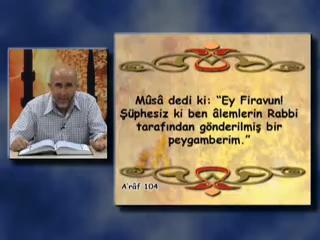 Mûsâ dedi ki: “Ey Firavun!
Şüphesiz ki ben âlemlerin Rabbi
tarafından gönderilmiş bir
peygamberim.”
A'râf 104